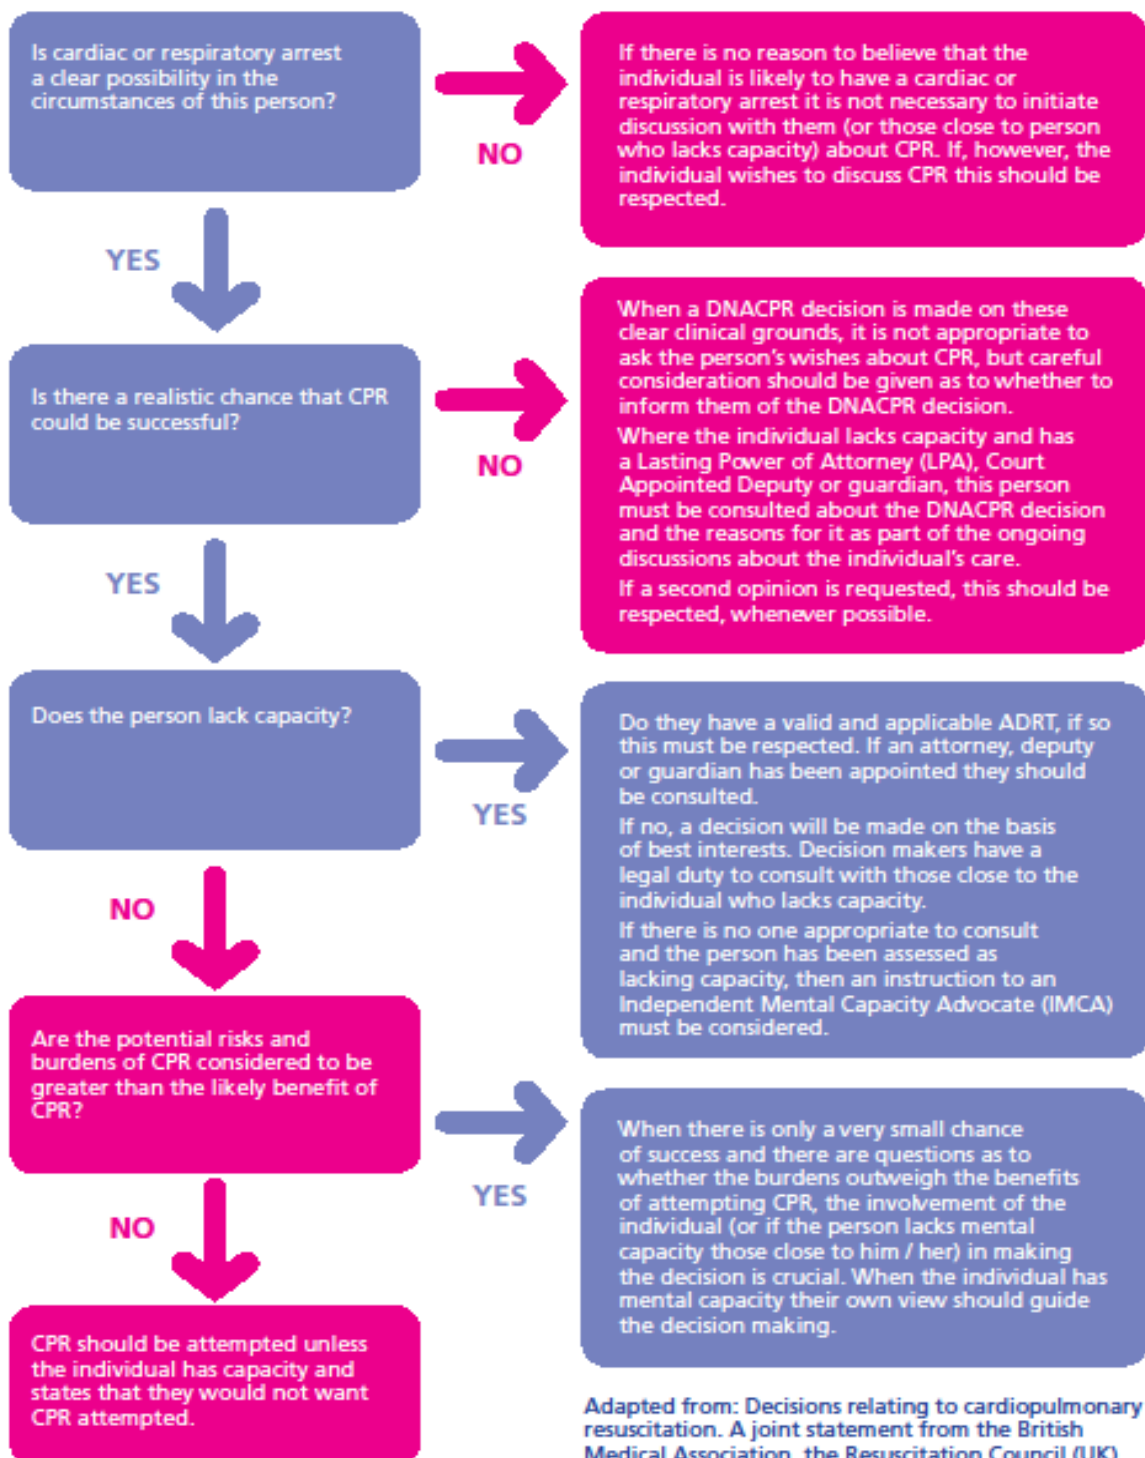 Is cardiac or respiratory arrest
a clear possibility in the
circumstances of this person?
NO
If there is no reason to believe that the
individual is likely to have a cardiac or
respiratory arrest it is not necessary to initiate
discussion with them (or those close to person
who lacks capacity) about CPR. If, however, the
individual wishes to discuss CPR this should be
respected.
YES
Is there a realistic chance that CPR
could be successful?
NO
When a DNACPR decision is made on these
clear clinical grounds, it is not appropriate to
ask the person's wishes about CPR, but careful
consideration should be given as to whether to
inform them of the DNACPR decision.
Where the individual lacks capacity and has
a Lasting Power of Attorney (LPA), Court
Appointed Deputy or guardian, this person
must be consulted about the DNACPR decision
and the reasons for it as part of the ongoing
discussions about the individual's care.
If a second opinion is requested, this should be
respected, whenever possible.
YES
Does the person lack capacity?
YES
Do they have a valid and applicable ADRT, if so
this must be respected. If an attorney, deputy
or guardian has been appointed they should
be consulted.
If no, a decision will be made on the basis
of best interests. Decision makers have a
legal duty to consult with those close to the
individual who lacks capacity.
If there is no one appropriate to consult
and the person has been assessed as
lacking capacity, then an instruction to an
Independent Mental Capacity Advocate (IMCA)
must be considered.
NO
Are the potential risks and
burdens of CPR considered to be
greater than the likely benefit of
CPR?
YES
When there is only a very small chance
of success and there are questions as to
whether the burdens outweigh the benefits
of attempting CPR, the involvement of the
individual (or if the person lacks mental
capacity those close to him / her) in making
the decision is crucial. When the individual has
mental capacity their own view should guide
the decision making.
NO
CPR should be attempted unless
the individual has capacity and
states that they would not want
CPR attempted.
Adapted from: Decisions relating to cardiopulmonary
resuscitation. A joint statement from the British
Medical Association, the Resuscitation Council (UK)